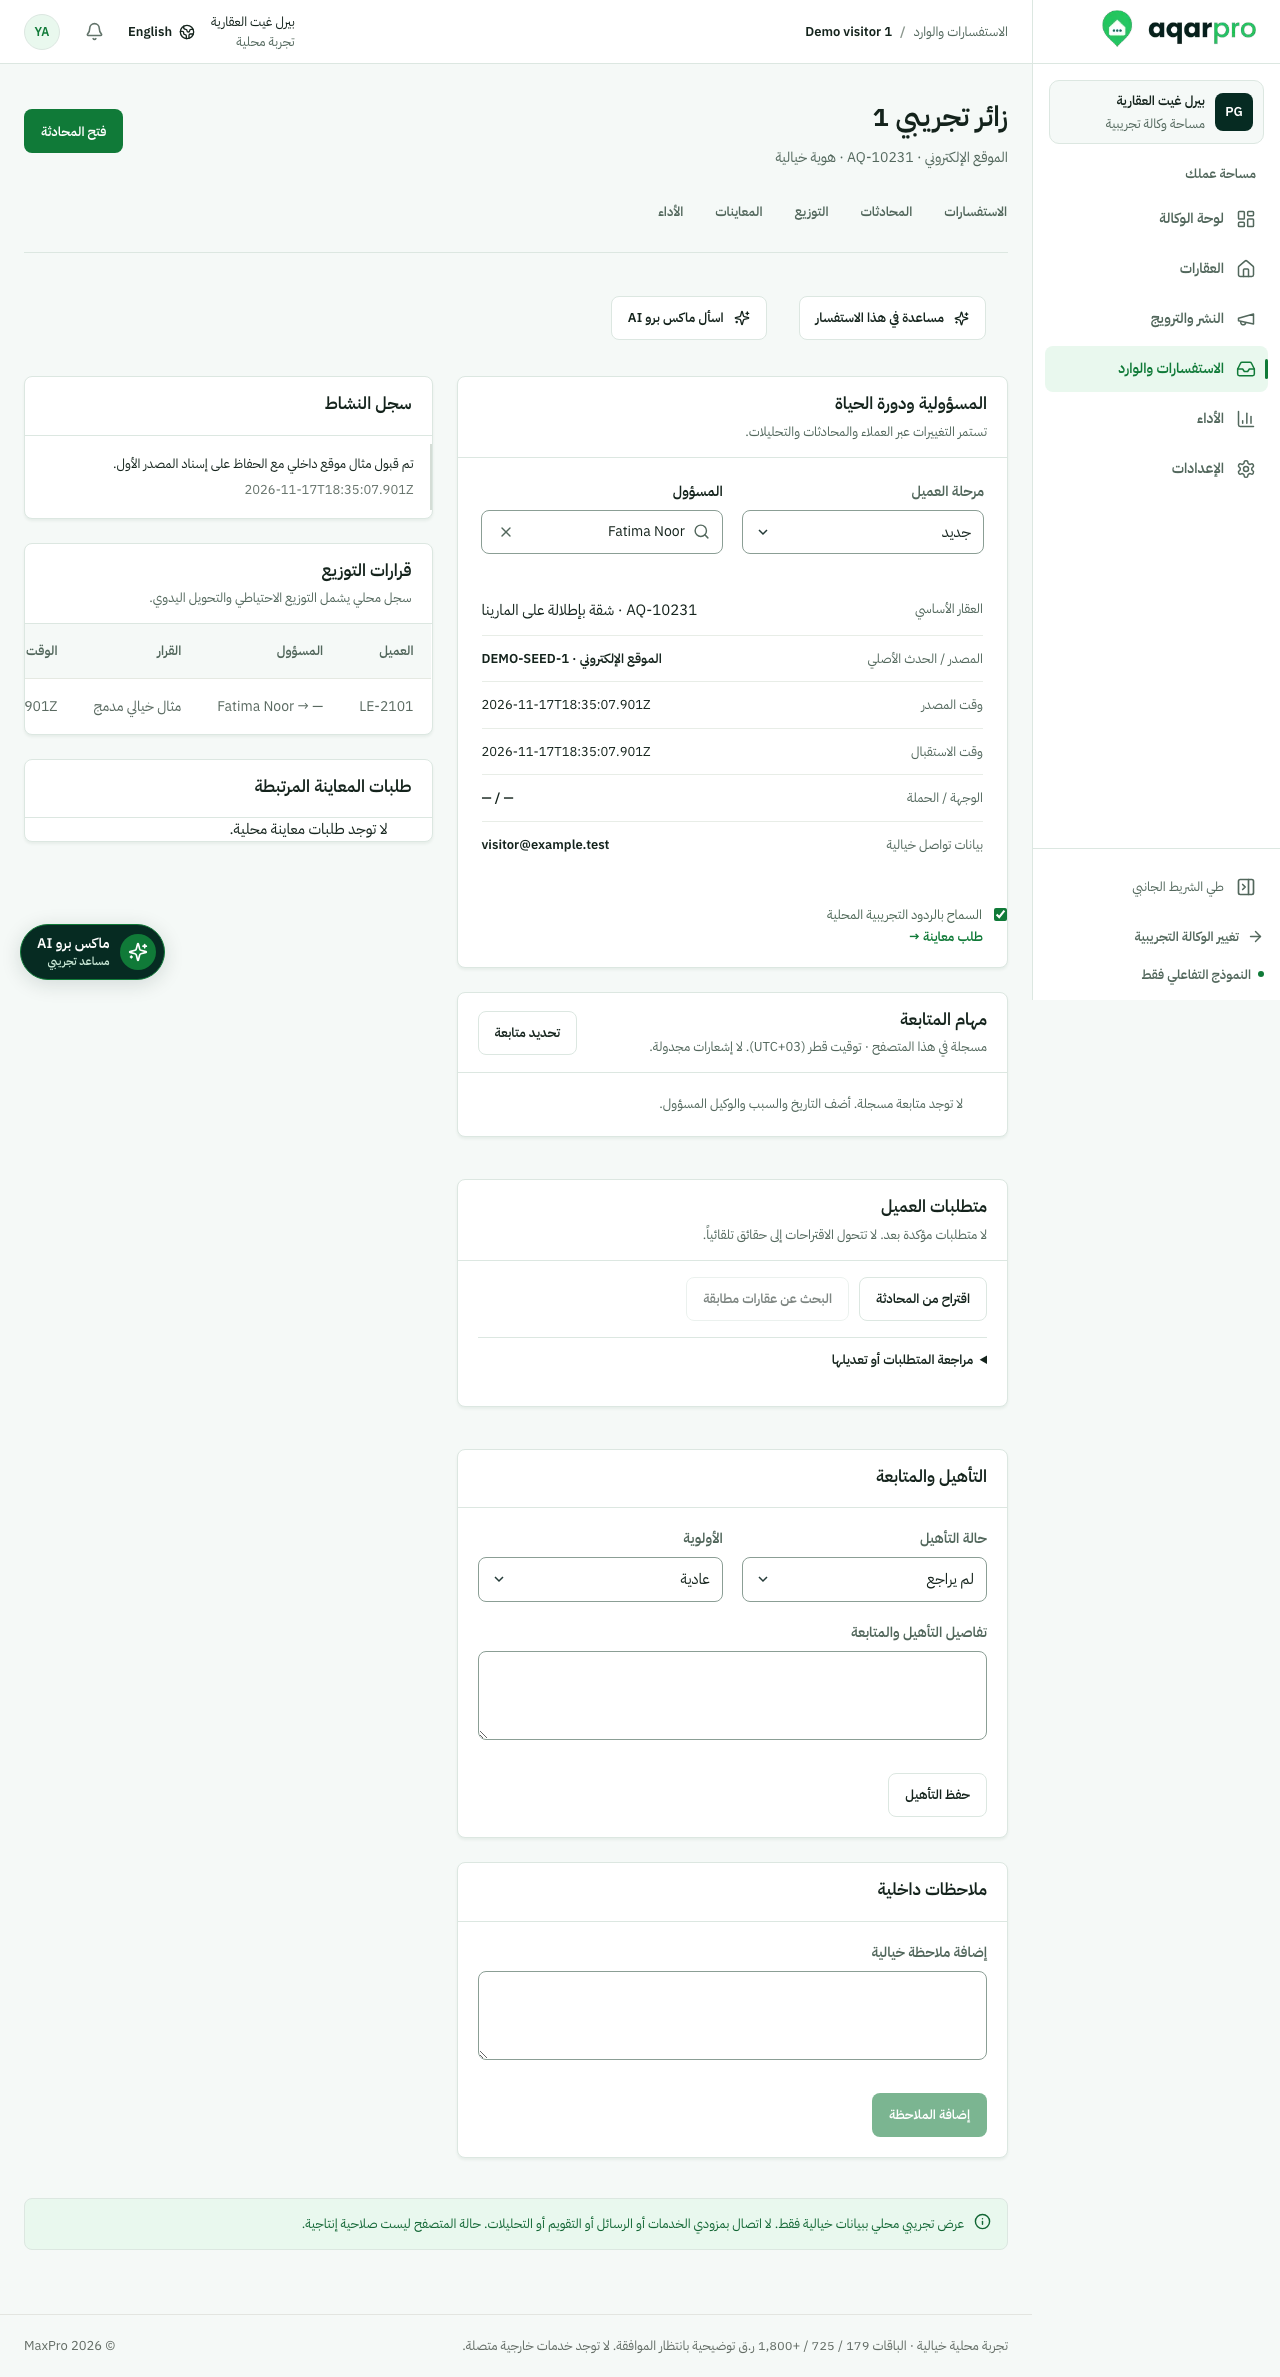 aqarpro
PG
بيرل غيت العقارية
مساحة وكالة تجريبية
مساحة عملك
لوحة الوكالة
العقارات
النشر والترويج
الاستفسارات والوارد
الأداء
الإعدادات
طي الشريط الجانبي
تغيير الوكالة التجريبية
النموذج التفاعلي فقط
الاستفسارات والوارد / Demo visitor 1
بيرل غيت العقارية
تجربة محلية
English
YA
زائر تجريبي 1
الموقع الإلكتروني · AQ-10231 · هوية خيالية
فتح المحادثة
الاستفسارات
المحادثات
التوزيع
المعاينات
الأداء
مساعدة في هذا الاستفسار
اسأل ماكس برو AI
المسؤولية ودورة الحياة
تستمر التغييرات عبر العملاء والمحادثات والتحليلات.
مرحلة العميل
جديد
المسؤول
Fatima Noor
العقار الأساسي
AQ-10231 · شقة بإطلالة على المارينا
المصدر / الحدث الأصلي
الموقع الإلكتروني · DEMO-SEED-1
وقت المصدر
2026-11-17T18:35:07.901Z
وقت الاستقبال
2026-11-17T18:35:07.901Z
الوجهة / الحملة
— / —
بيانات تواصل خيالية
visitor@example.test
السماح بالردود التجريبية المحلية
طلب معاينة →
سجل النشاط
تم قبول مثال موقع داخلي مع الحفاظ على إسناد المصدر الأول.
2026-11-17T18:35:07.901Z
قرارات التوزيع
سجل محلي يشمل التوزيع الاحتياطي والتحويل اليدوي.
العميل
المسؤول
القرار
الوقت
LE-2101
— → Fatima Noor
مثال خيالي مدمج
901Z
طلبات المعاينة المرتبطة
لا توجد طلبات معاينة محلية.
ماكس برو AI
مساعد تجريبي
مهام المتابعة
مسجلة في هذا المتصفح · توقيت قطر (UTC+03). لا إشعارات مجدولة.
تحديد متابعة
لا توجد متابعة مسجلة. أضف التاريخ والسبب والوكيل المسؤول.
متطلبات العميل
لا متطلبات مؤكدة بعد. لا تتحول الاقتراحات إلى حقائق تلقائياً.
اقتراح من المحادثة
البحث عن عقارات مطابقة
مراجعة المتطلبات أو تعديلها
التأهيل والمتابعة
حالة التأهيل
لم يراجع
الأولوية
عادية
تفاصيل التأهيل والمتابعة
حفظ التأهيل
ملاحظات داخلية
إضافة ملاحظة خيالية
إضافة الملاحظة
عرض تجريبي محلي ببيانات خيالية فقط. لا اتصال بمزودي الخدمات أو الرسائل أو التقويم أو التحليلات. حالة المتصفح ليست صلاحية إنتاجية.
تجربة محلية خيالية · الباقات 179 / 725 / +1,800 ر.ق توضيحية بانتظار الموافقة. لا توجد خدمات خارجية متصلة.
© 2026 MaxPro